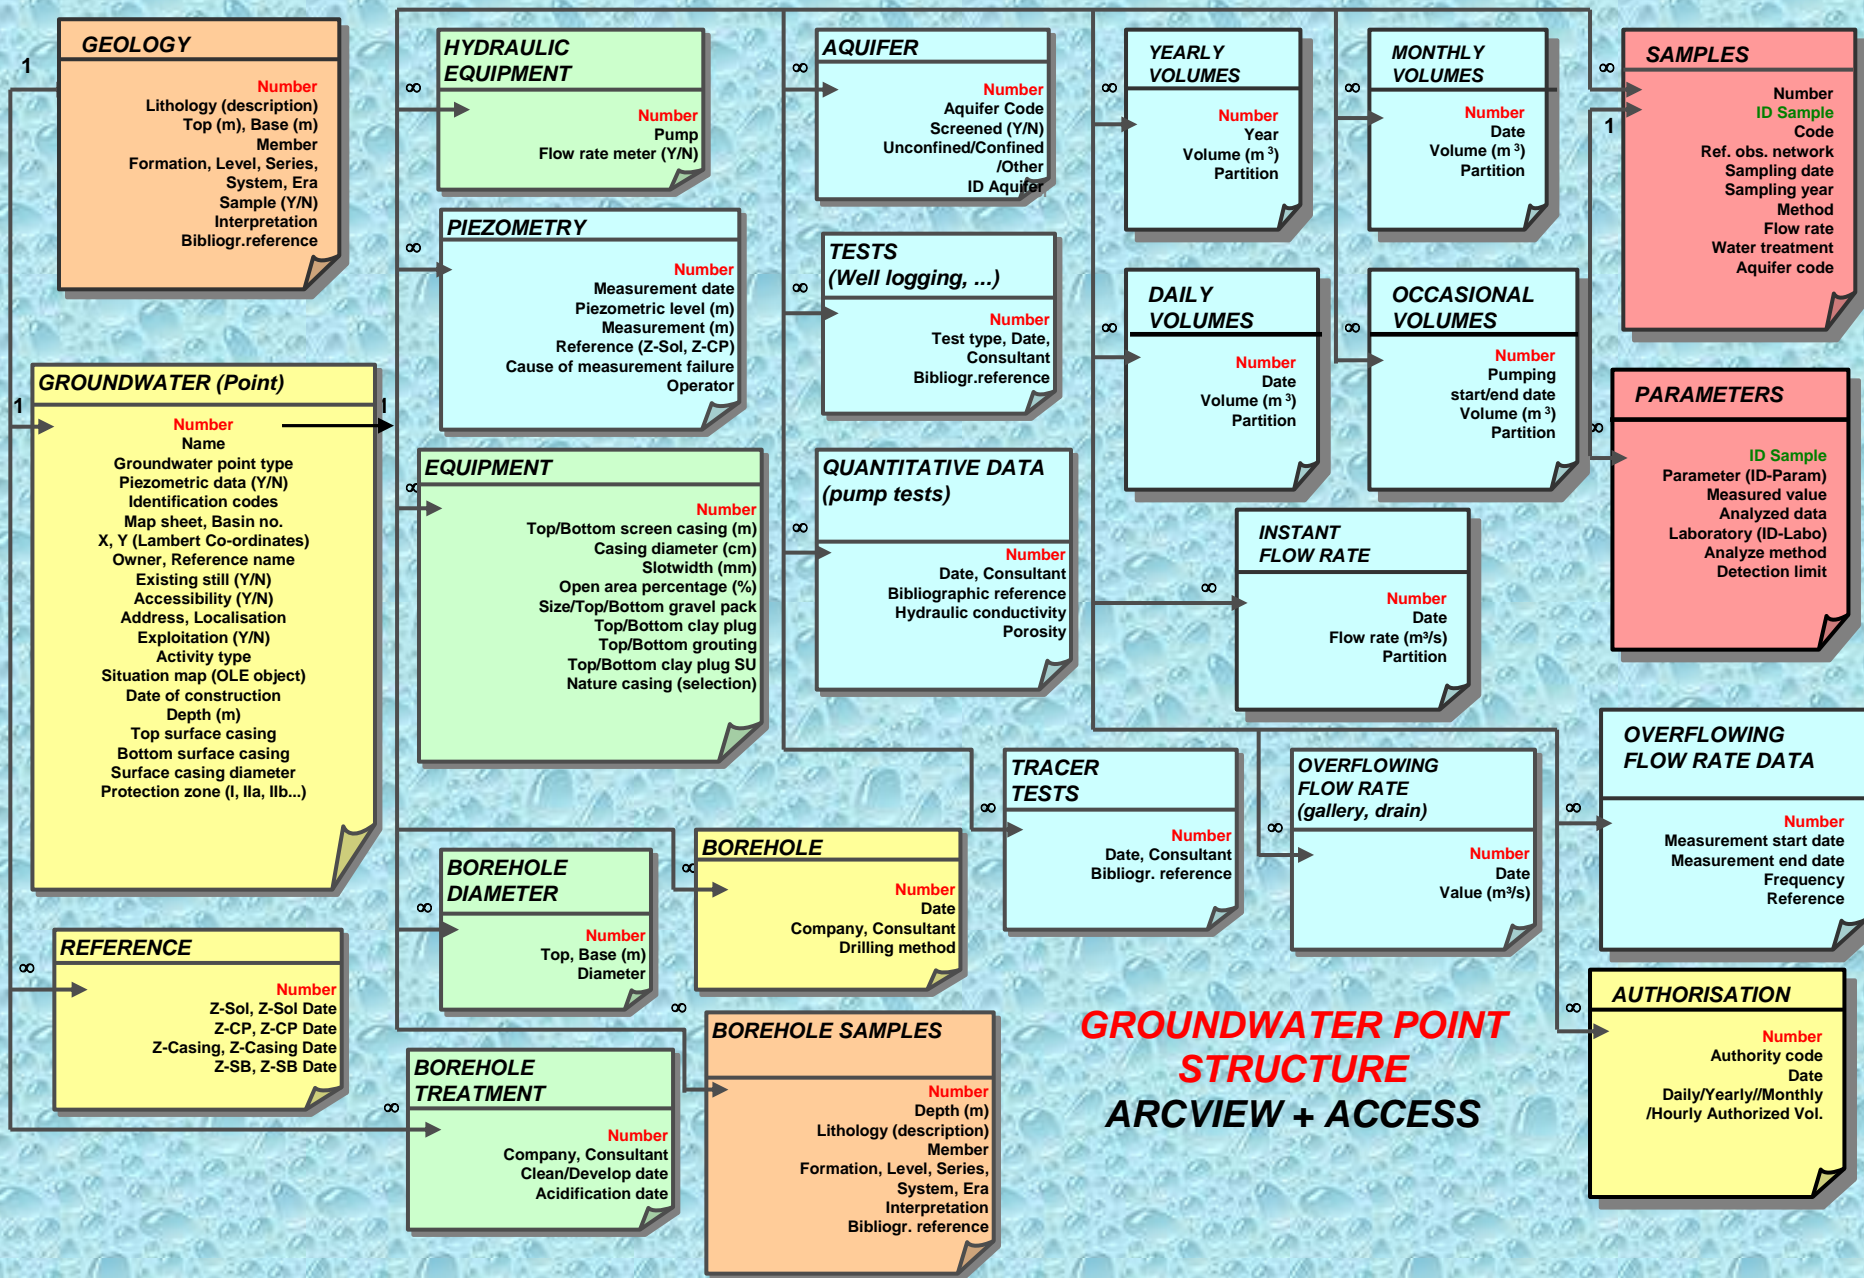 GEOLOGY
1
Number
Lithology (description)
Top (m), Base (m)
Member
Formation, Level, Series,
System, Era
Sample (Y/N)
Interpretation
Bibliogr.reference
GROUNDWATER (Point)
1
1
Number
Name
Groundwater point type
Piezometric data (Y/N)
Identification codes
Map sheet, Basin no.
X, Y (Lambert Co-ordinates)
Owner, Reference name
Existing still (Y/N)
Accessibility (Y/N)
Address, Localisation
Exploitation (Y/N)
Activity type
Situation map (OLE object)
Date of construction
Depth (m)
Top surface casing
Bottom surface casing
Surface casing diameter
Protection zone (I, IIa, IIb...)
REFERENCE
∞
Number
Z-Sol, Z-Sol Date
Z-CP, Z-CP Date
Z-Casing, Z-Casing Date
Z-SB, Z-SB Date
HYDRAULIC
EQUIPMENT
∞
Number
Pump
Flow rate meter (Y/N)
PIEZOMETRY
∞
Number
Measurement date
Piezometric level (m)
Measurement (m)
Reference (Z-Sol, Z-CP)
Cause of measurement failure
Operator
EQUIPMENT
∞
Number
Top/Bottom screen casing (m)
Casing diameter (cm)
Slotwidth (mm)
Open area percentage (%)
Size/Top/Bottom gravel pack
Top/Bottom clay plug
Top/Bottom grouting
Top/Bottom clay plug SU
Nature casing (selection)
BOREHOLE
DIAMETER
∞
Number
Top, Base (m)
Diameter
BOREHOLE
TREATMENT
∞
Number
Company, Consultant
Clean/Develop date
Acidification date
BOREHOLE
∞
Number
Date
Company, Consultant
Drilling method
∞
BOREHOLE SAMPLES
Number
Depth (m)
Lithology (description)
Member
Formation, Level, Series,
System, Era
Interpretation
Bibliogr. reference
AQUIFER
∞
Number
Aquifer Code
Screened (Y/N)
Unconfined/Confined
/Other
ID Aquifer
TESTS
(Well logging, ...)
∞
Number
Test type, Date,
Consultant
Bibliogr.reference
QUANTITATIVE DATA
(pump tests)
∞
Number
Date, Consultant
Bibliographic reference
Hydraulic conductivity
Porosity
TRACER
TESTS
∞
Number
Date, Consultant
Bibliogr. reference
YEARLY
VOLUMES
∞
Number
Year
Volume (m³)
Partition
DAILY
VOLUMES
∞
Number
Date
Volume (m³)
Partition
MONTHLY
VOLUMES
∞
Number
Date
Volume (m³)
Partition
OCCASIONAL
VOLUMES
∞
Number
Pumping
start/end date
Volume (m³)
Partition
INSTANT
FLOW RATE
∞
Number
Date
Flow rate (m³/s)
Partition
OVERFLOWING
FLOW RATE
(gallery, drain)
∞
Number
Date
Value (m³/s)
SAMPLES
∞
1
Number
ID Sample
Code
Ref. obs. network
Sampling date
Sampling year
Method
Flow rate
Water treatment
Aquifer code
PARAMETERS
∞
ID Sample
Parameter (ID-Param)
Measured value
Analyzed data
Laboratory (ID-Labo)
Analyze method
Detection limit
OVERFLOWING
FLOW RATE DATA
∞
Number
Measurement start date
Measurement end date
Frequency
Reference
AUTHORISATION
∞
Number
Authority code
Date
Daily/Yearly//Monthly
/Hourly Authorized Vol.
GROUNDWATER POINT
STRUCTURE
ARCVIEW + ACCESS